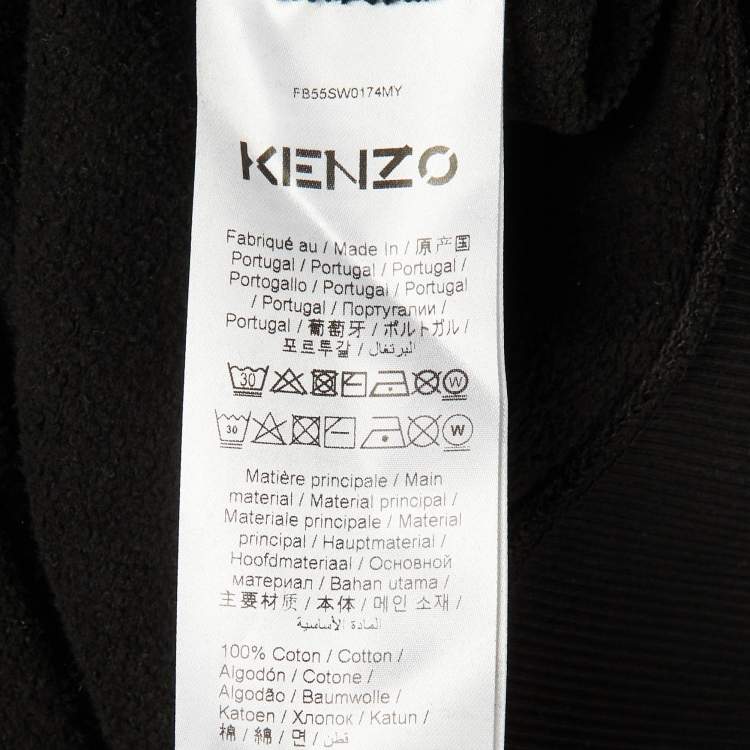 FB55SW0174MY
KENZO
Fabriqué au / Made In / 原产国
Portugal / Portugal / Portugal /
Portogallo / Portugal / Portugal
/ Portugal / Португалии /
Portugal / 葡萄牙 / ポルトガル /
포르투갈 / البرتغال
30 W
30 W
Matière principale / Main
material / Material principal /
Materiale principale / Material
principal / Hauptmaterial /
Hoofdmateriaal / Основной
материал / Bahan utama /
主要材质 / 本体 / 메인 소재 /
المادة الأساسية
100% Coton / Cotton /
Algodón / Cotone /
Algodão / Baumwolle /
Katoen / Хлопок / Katun /
棉 / 綿 / 면 / قطن